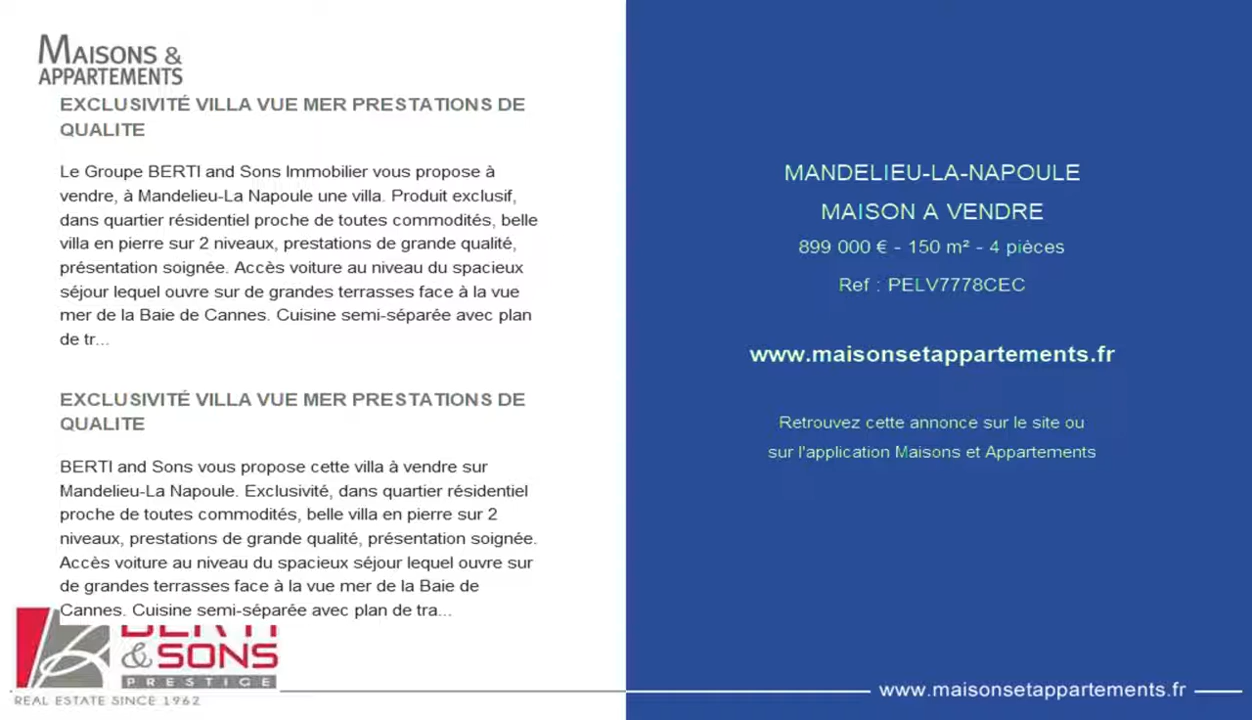 MAISONS &
APPARTEMENTS
EXCLUSIVITÉ VILLA VUE MER PRESTATIONS DE
QUALITE
Le Groupe BERTI and Sons Immobilier vous propose à
vendre, à Mandelieu-La Napoule une villa. Produit exclusif,
dans quartier résidentiel proche de toutes commodités, belle
villa en pierre sur 2 niveaux, prestations de grande qualité,
présentation soignée. Accès voiture au niveau du spacieux
séjour lequel ouvre sur de grandes terrasses face à la vue
mer de la Baie de Cannes. Cuisine semi-séparée avec plan
de tr...
EXCLUSIVITÉ VILLA VUE MER PRESTATIONS DE
QUALITE
BERTI and Sons vous propose cette villa à vendre sur
Mandelieu-La Napoule. Exclusivité, dans quartier résidentiel
proche de toutes commodités, belle villa en pierre sur 2
niveaux, prestations de grande qualité, présentation soignée.
Accès voiture au niveau du spacieux séjour lequel ouvre sur
de grandes terrasses face à la vue mer de la Baie de
Cannes. Cuisine semi-séparée avec plan de tra...
BERTI
& SONS
PRESTIGE
REAL ESTATE SINCE 1962
MANDELIEU-LA-NAPOULE
MAISON A VENDRE
899 000 € - 150 m² - 4 pièces
Ref : PELV7778CEC
www.maisonsetappartements.fr
Retrouvez cette annonce sur le site ou
sur l'application Maisons et Appartements
www.maisonsetappartements.fr